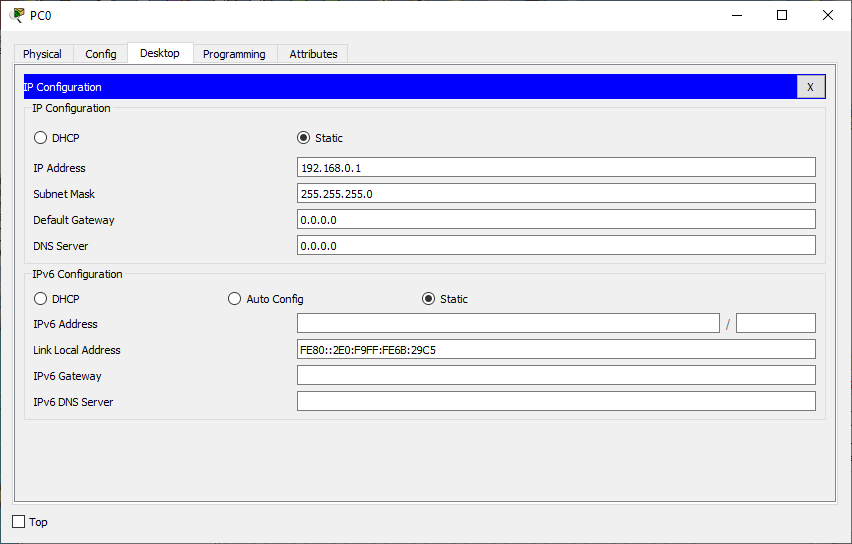 PC0
Physical Config Desktop Programming Attributes
IP Configuration X
IP Configuration
DHCP Static
IP Address 192.168.0.1
Subnet Mask 255.255.255.0
Default Gateway 0.0.0.0
DNS Server 0.0.0.0
IPv6 Configuration
DHCP Auto Config Static
IPv6 Address /
Link Local Address FE80::2E0:F9FF:FE6B:29C5
IPv6 Gateway
IPv6 DNS Server
Top